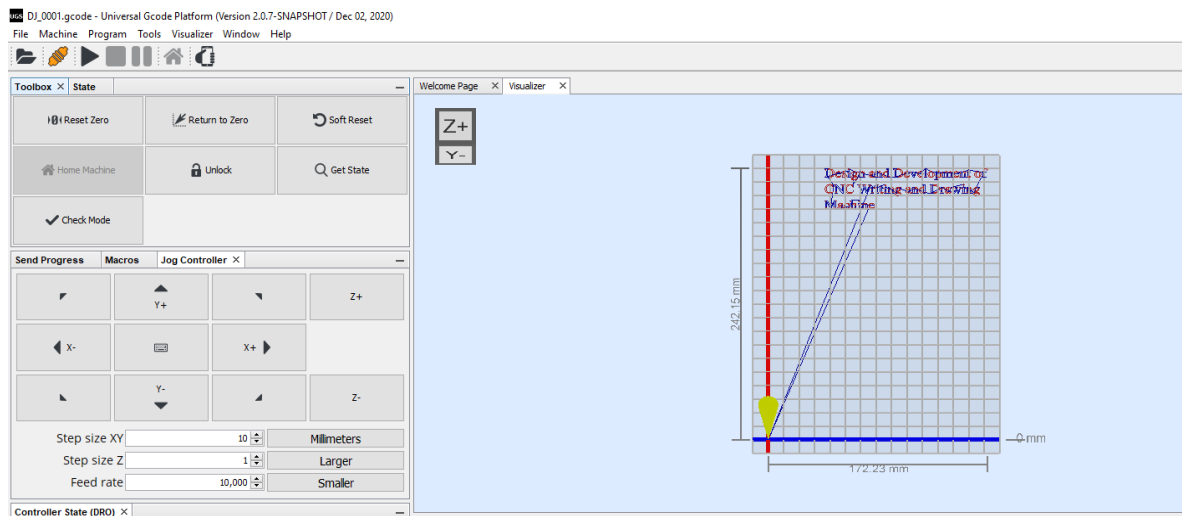 UGS DJ_0001.gcode - Universal Gcode Platform (Version 2.0.7-SNAPSHOT / Dec 02, 2020)
File Machine Program Tools Visualizer Window Help
Toolbox × State
Welcome Page × Visualizer ×
Reset Zero Return to Zero Soft Reset
Home Machine Unlock Get State
Check Mode
Z+
Y-
Design and Development of
CNC Writing and Drawing
Machine
242.15 mm
0 mm
172.23 mm
Send Progress Macros Jog Controller ×
Y+ Z+
X- X+
Y- Z-
Step size XY 10 Millimeters
Step size Z 1 Larger
Feed rate 10,000 Smaller
Controller State (DRO) ×